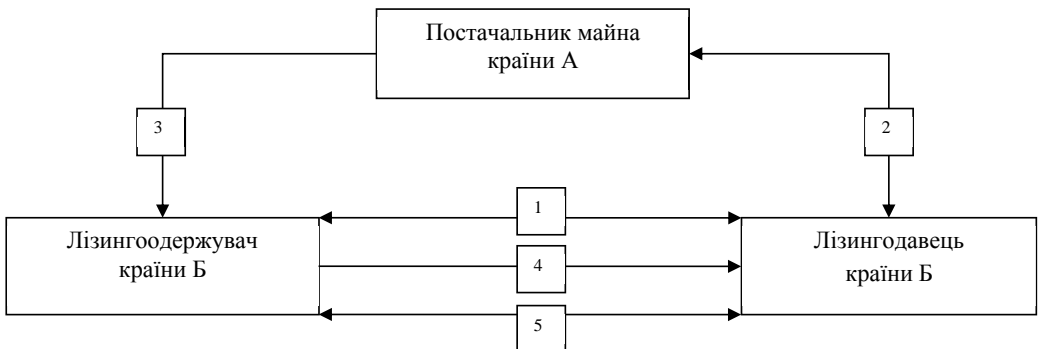 Постачальник майна
країни А
3
2
1
Лізингоодержувач
країни Б
Лізингодавець
країни Б
4
5